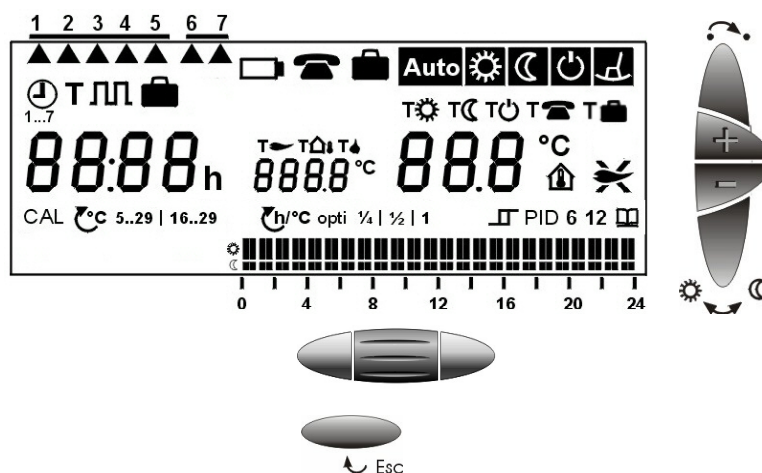 1 2 3 4 5 6 7
Auto
T
1...7
T T T T T
88:88 h
T T T
888.8 °C
88.8 °C
CAL °C 5..29 | 16..29 h/°C opti ¼ | ½ | 1 PID 6 12
0 4 8 12 16 20 24
+
−
Esc